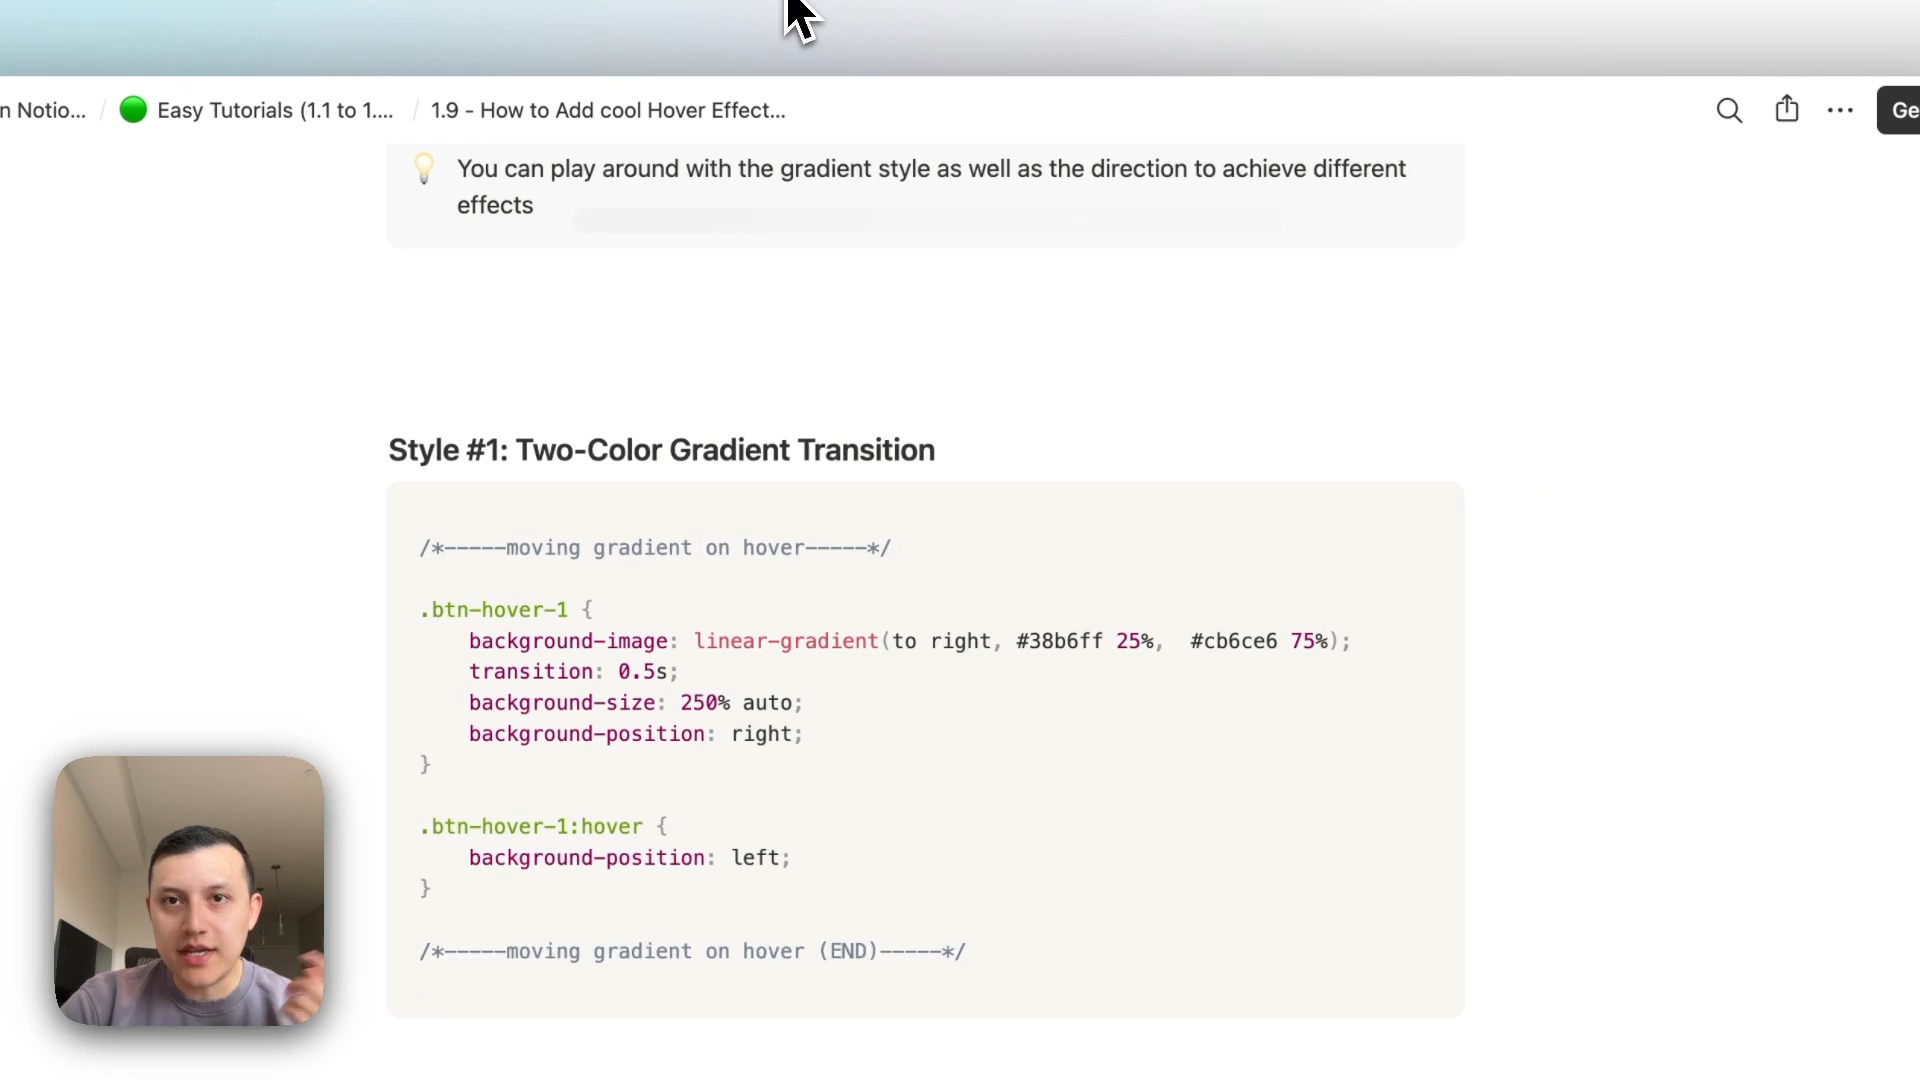 n Notio... / Easy Tutorials (1.1 to 1.... / 1.9 - How to Add cool Hover Effect...
Ge
You can play around with the gradient style as well as the direction to achieve different
effects
Style #1: Two-Color Gradient Transition
/*-----moving gradient on hover-----*/
.btn-hover-1 {
    background-image: linear-gradient(to right, #38b6ff 25%,  #cb6ce6 75%);
    transition: 0.5s;
    background-size: 250% auto;
    background-position: right;
}
.btn-hover-1:hover {
    background-position: left;
}
/*-----moving gradient on hover (END)-----*/